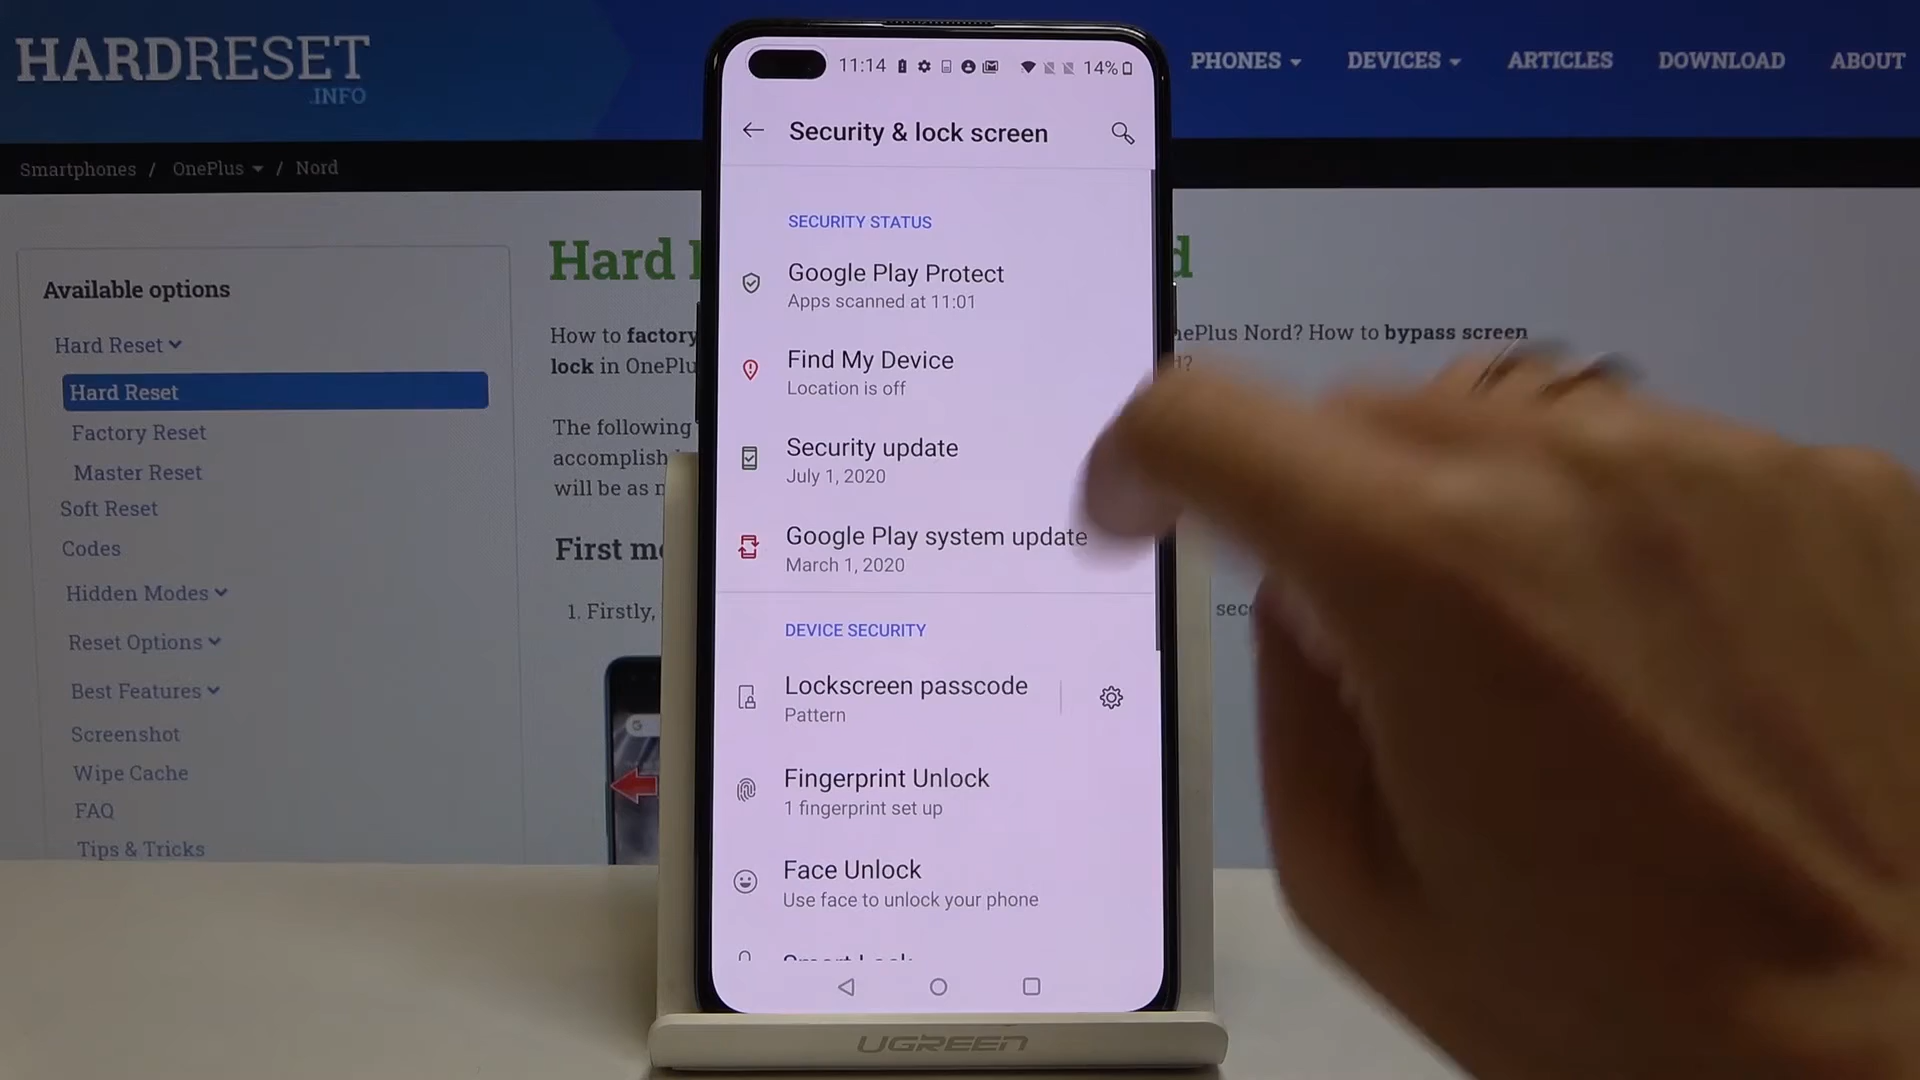 HARDRESET
.INFO
PHONES
DEVICES
ARTICLES
DOWNLOAD
ABOUT
Smartphones / OnePlus / Nord
Available options
Hard Reset
Hard Reset
Factory Reset
Master Reset
Soft Reset
Codes
Hidden Modes
Reset Options
Best Features
Screenshot
Wipe Cache
FAQ
Tips & Tricks
Hard
How to factory
lock in
The following
will be as
First
1. Firstly,
OnePlus Nord? How to bypass screen
11:14
14%
Security & lock screen
SECURITY STATUS
Google Play Protect
Apps scanned at 11:01
Find My Device
Location is off
Security update
July 1, 2020
Google Play system update
March 1, 2020
DEVICE SECURITY
Lockscreen passcode
Pattern
Fingerprint Unlock
1 fingerprint set up
Face Unlock
Use face to unlock your phone
Smart Lock
UGREEN